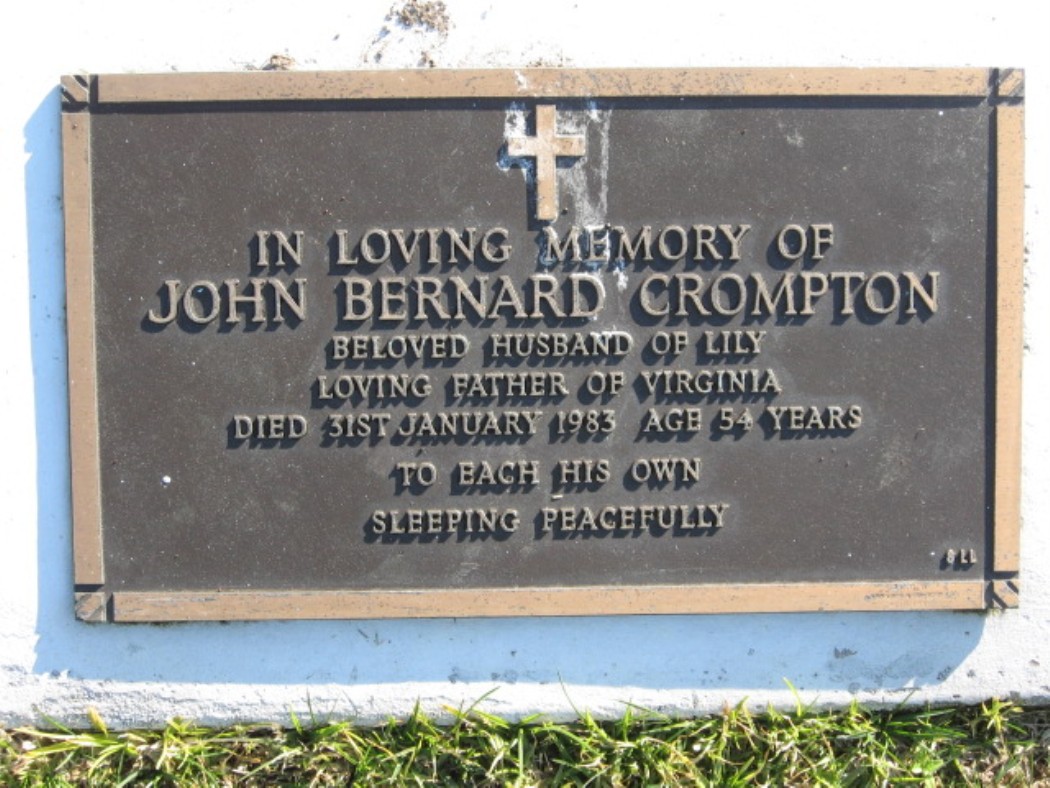 IN LOVING MEMORY OF
JOHN BERNARD CROMPTON
BELOVED HUSBAND OF LILY
LOVING FATHER OF VIRGINIA
DIED 31ST JANUARY 1983 AGE 54 YEARS
TO EACH HIS OWN
SLEEPING PEACEFULLY